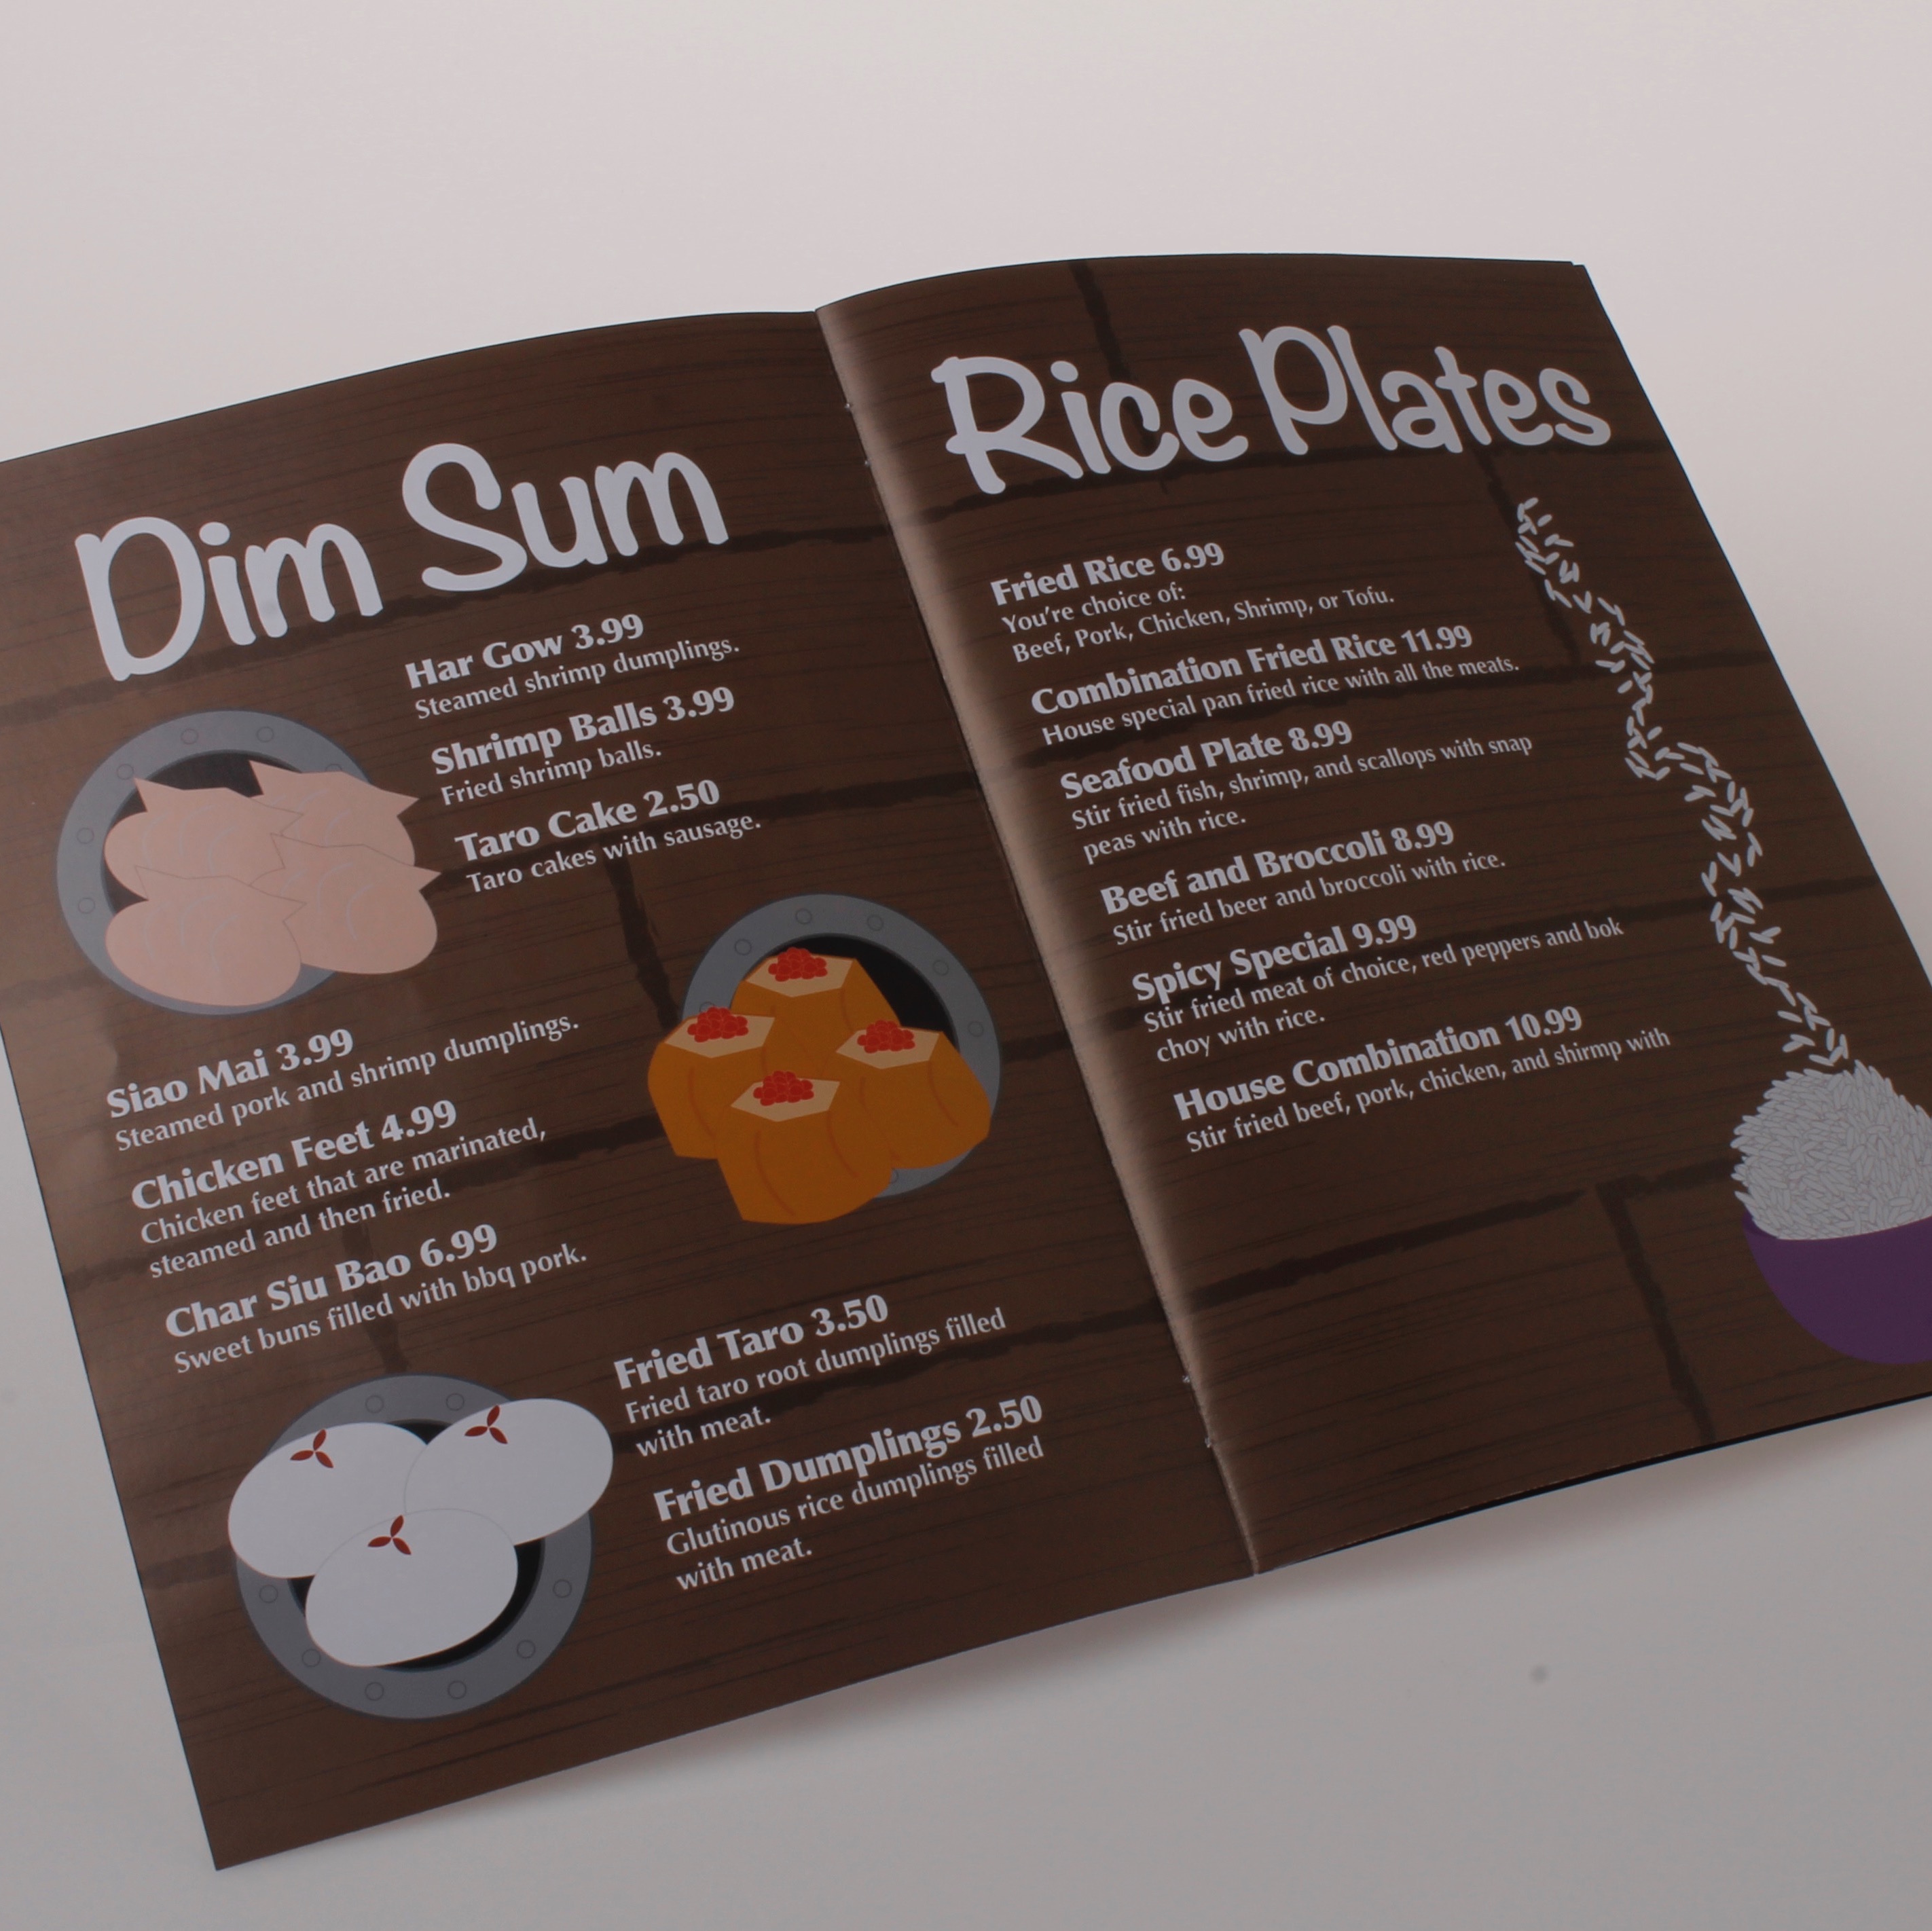 Dim Sum
Har Gow 3.99
Steamed shrimp dumplings.
Shrimp Balls 3.99
Fried shrimp balls.
Taro Cake 2.50
Taro cakes with sausage.
Siao Mai 3.99
Steamed pork and shrimp dumplings.
Chicken Feet 4.99
Chicken feet that are marinated,
steamed and then fried.
Char Siu Bao 6.99
Sweet buns filled with bbq pork.
Fried Taro 3.50
Fried taro root dumplings filled
with meat.
Fried Dumplings 2.50
Glutinous rice dumplings filled
with meat.
Rice Plates
Fried Rice 6.99
You're choice of:
Beef, Pork, Chicken, Shrimp, or Tofu.
Combination Fried Rice 11.99
House special pan fried rice with all the meats.
Seafood Plate 8.99
Stir fried fish, shrimp, and scallops with snap
peas with rice.
Beef and Broccoli 8.99
Stir fried beer and broccoli with rice.
Spicy Special 9.99
Stir fried meat of choice, red peppers and bok
choy with rice.
House Combination 10.99
Stir fried beef, pork, chicken, and shirmp with